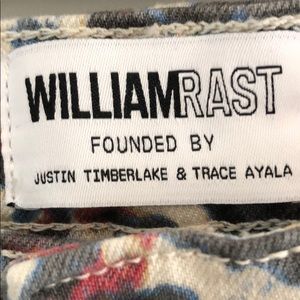 WILLIAMRAST
FOUNDED BY
JUSTIN TIMBERLAKE & TRACE AYALA